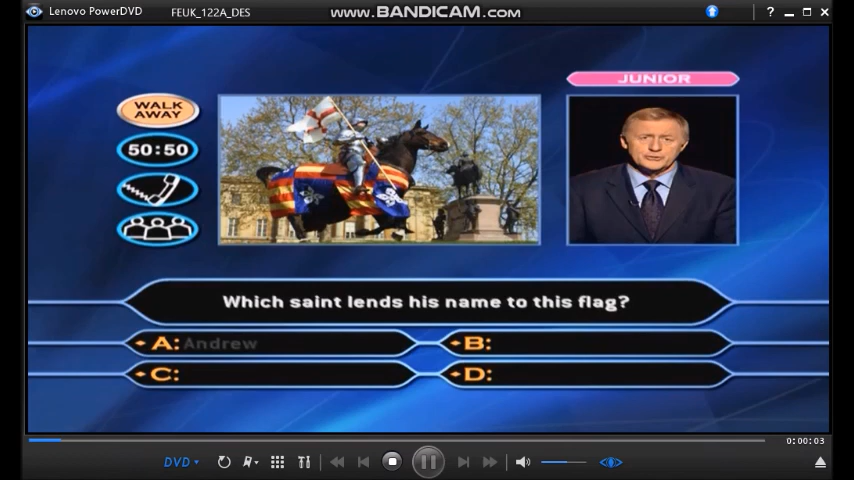 Lenovo PowerDVD
FEUK_122A_DES
www.BANDICAM.com
?
JUNIOR
WALK
AWAY
50:50
Which saint lends his name to this flag?
A: Andrew
B:
C:
D:
0:00:03
DVD